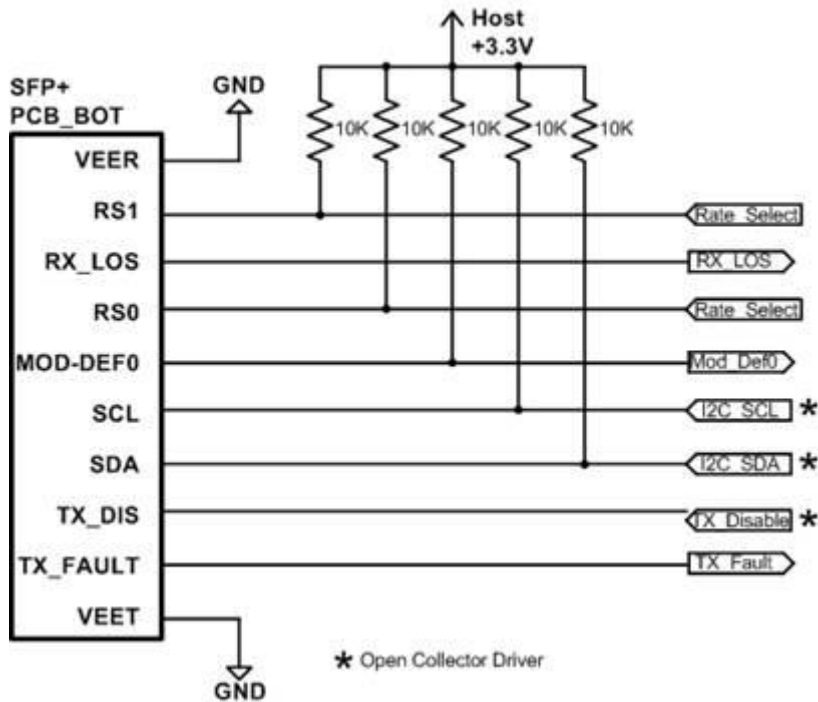 Host
+3.3V
SFP+
PCB_BOT
GND
10K 10K 10K 10K 10K
VEER
RS1
Rate_Select
RX_LOS
RX_LOS
RS0
Rate_Select
MOD-DEF0
Mod_Def0
SCL
I2C_SCL *
SDA
I2C_SDA *
TX_DIS
TX_Disable *
TX_FAULT
TX_Fault
VEET
GND
* Open Collector Driver